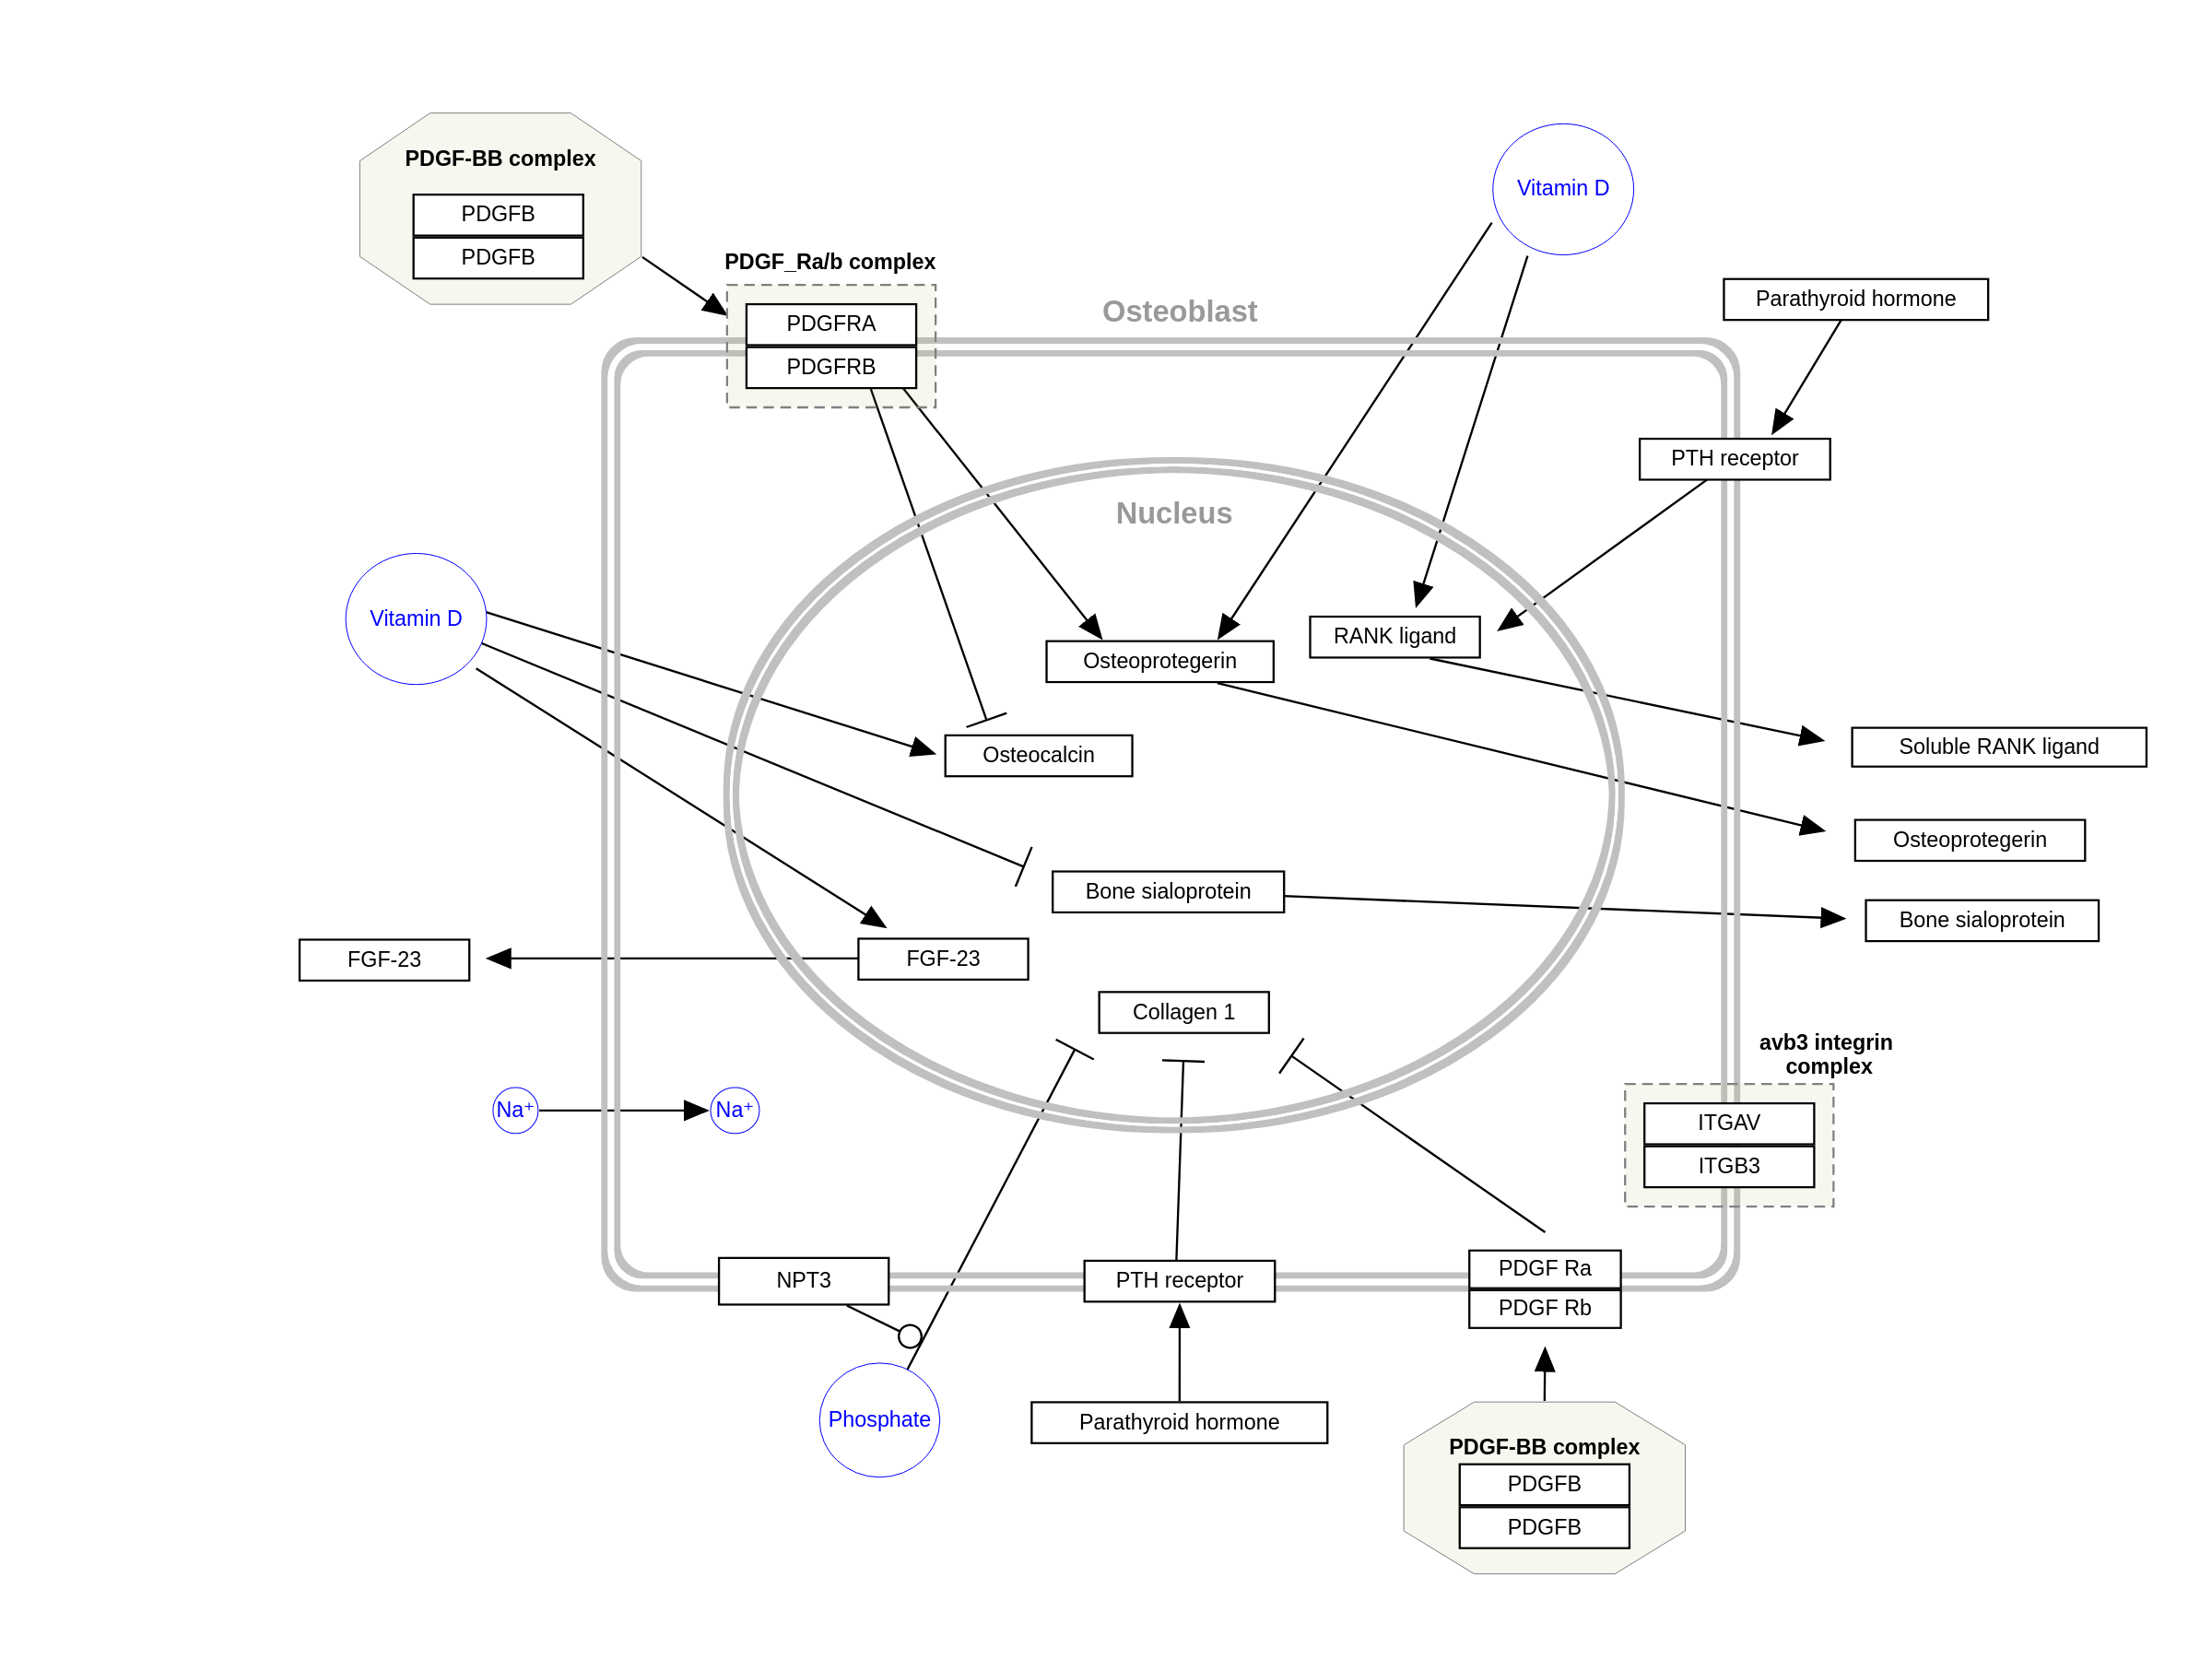 PDGF-BB complex
PDGFB
PDGFB
Vitamin D
PDGF_Ra/b complex
PDGFRA
PDGFRB
Osteoblast
Parathyroid hormone
PTH receptor
Nucleus
Vitamin D
Osteoprotegerin
RANK ligand
Osteocalcin
Soluble RANK ligand
Osteoprotegerin
Bone sialoprotein
Bone sialoprotein
FGF-23
FGF-23
Collagen 1
avb3 integrin
complex
ITGAV
ITGB3
Na⁺
Na⁺
NPT3
PTH receptor
PDGF Ra
PDGF Rb
Phosphate
Parathyroid hormone
PDGF-BB complex
PDGFB
PDGFB